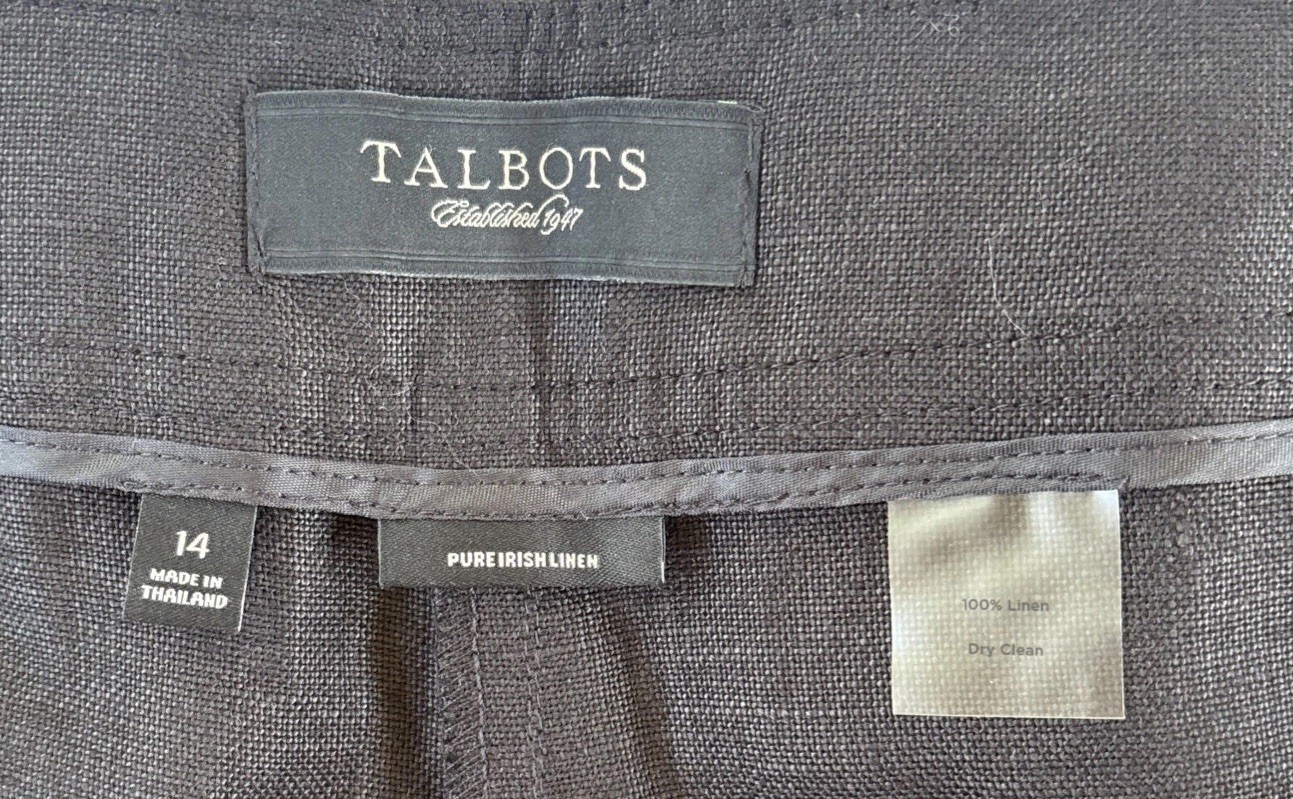 TALBOTS
Established 1947
14
MADE IN
THAILAND
PURE IRISH LINEN
100% Linen
Dry Clean